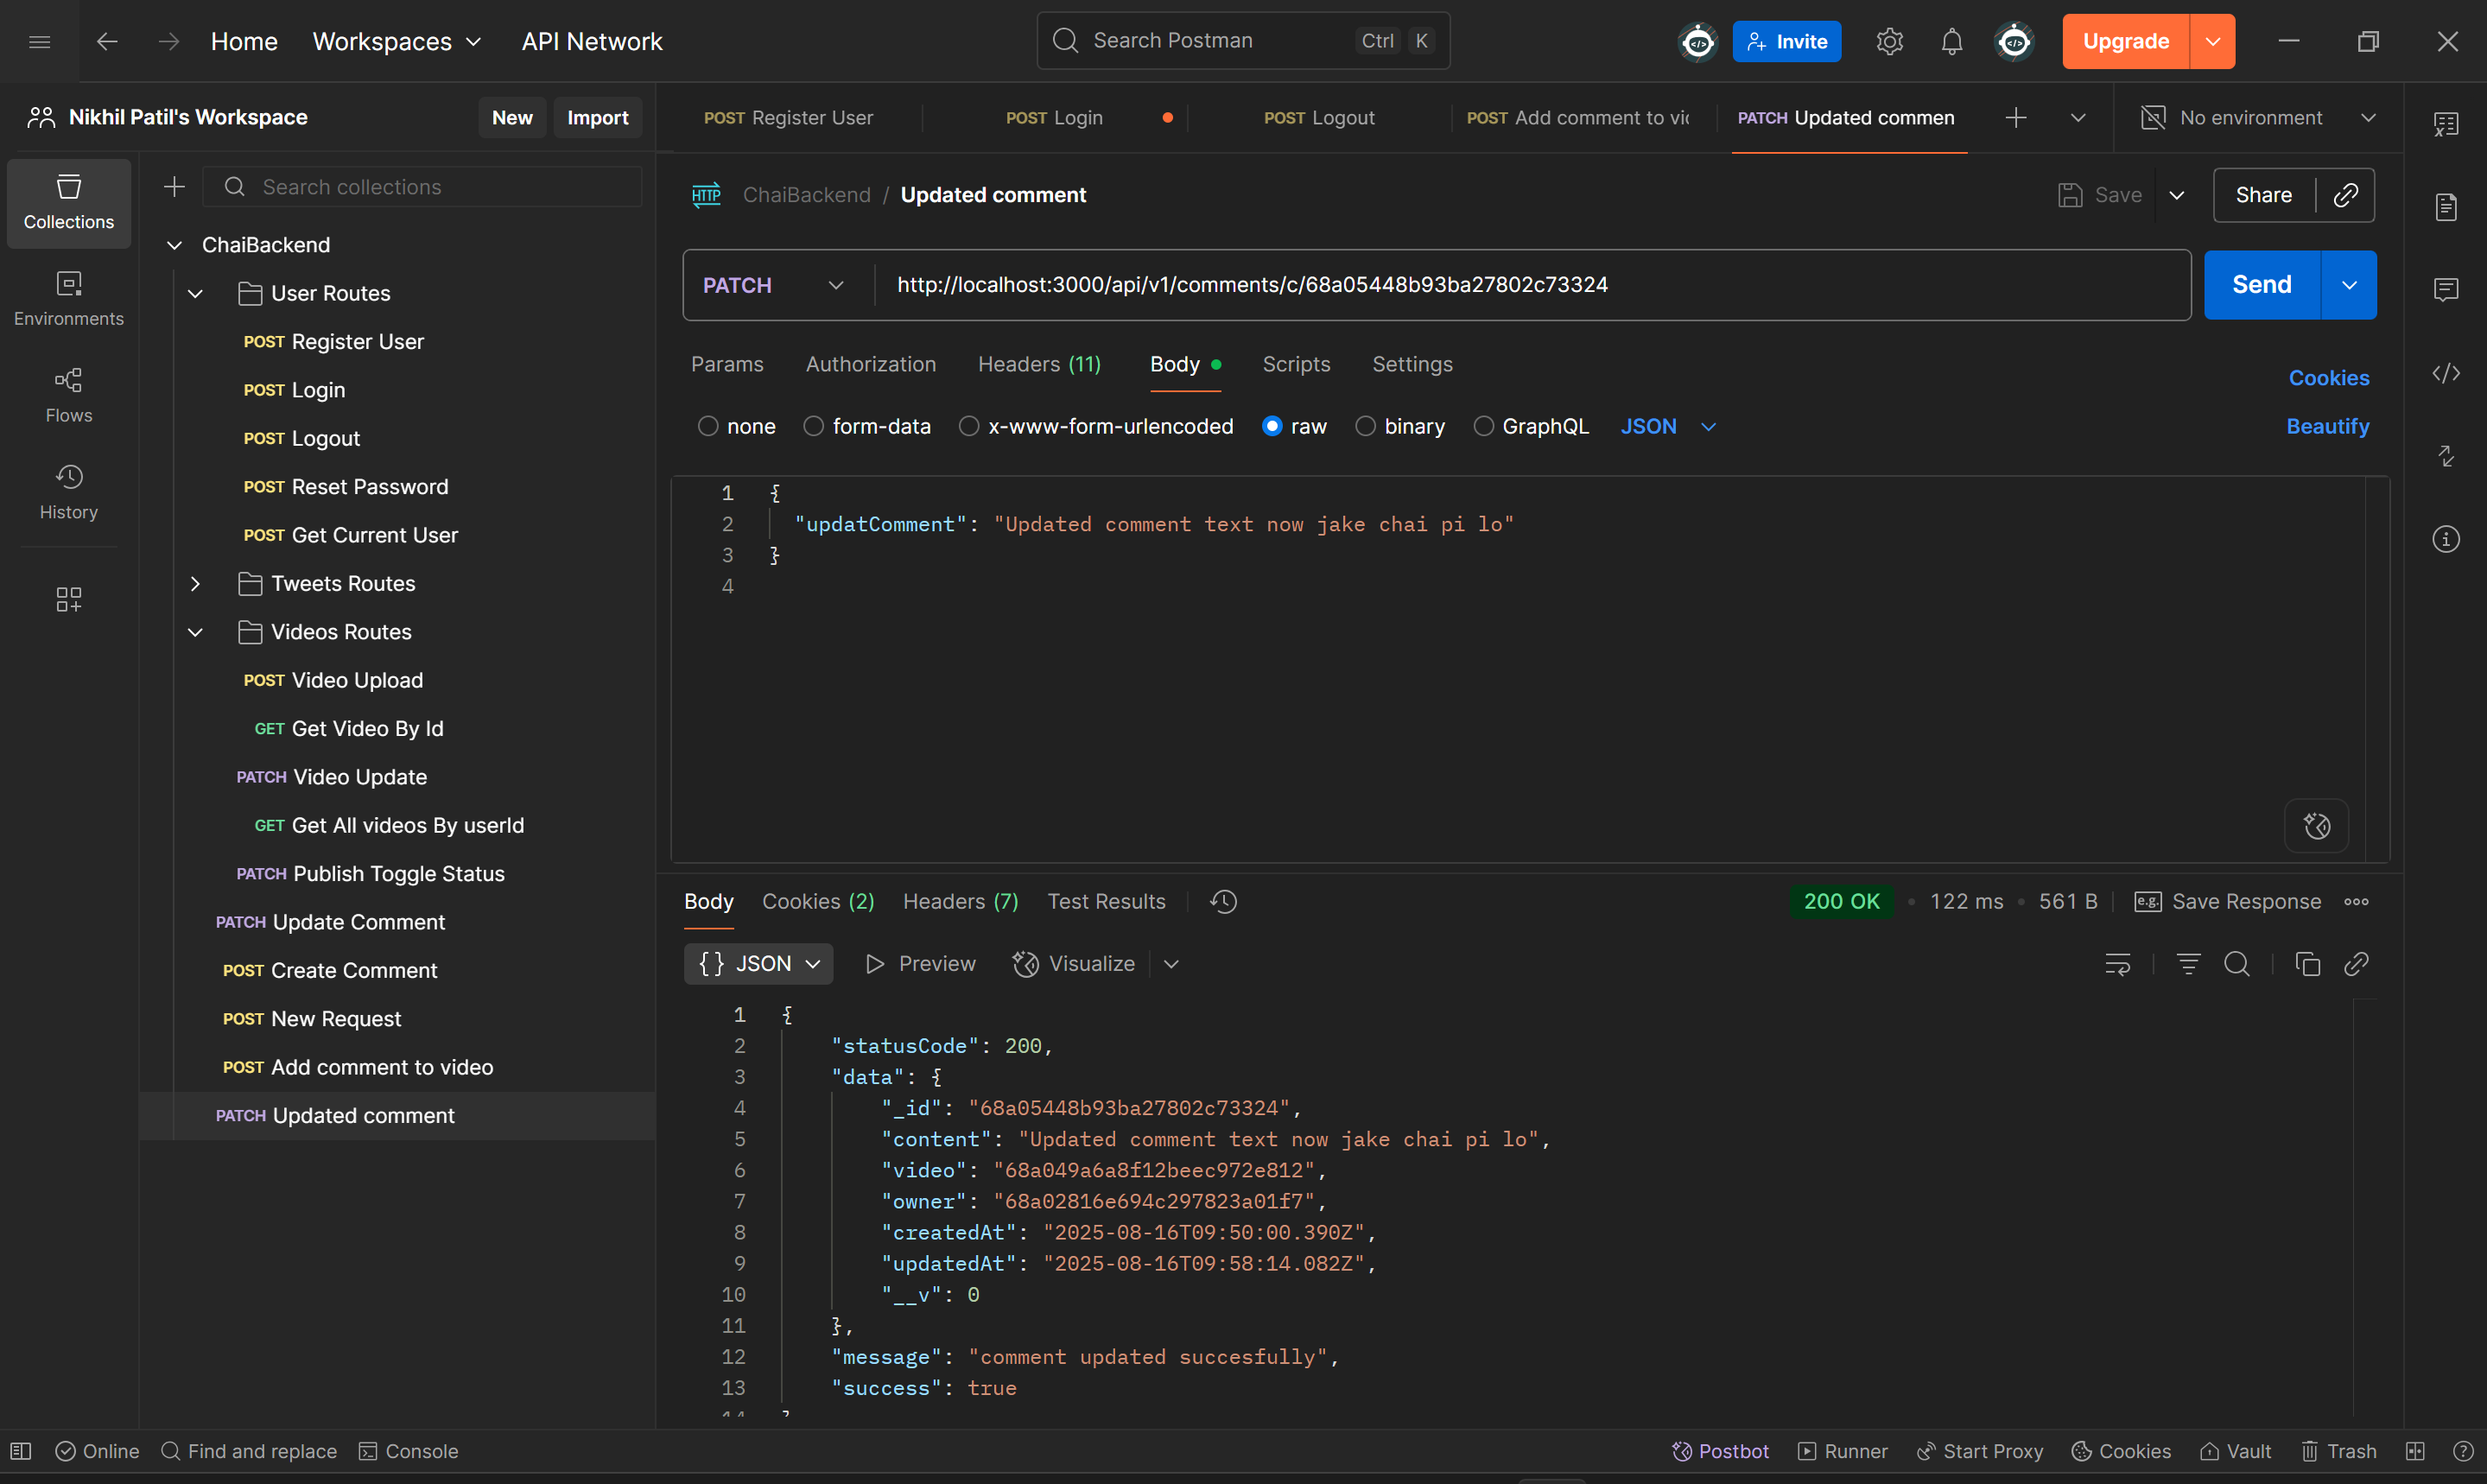 Home Workspaces API Network Search Postman Ctrl K Invite Upgrade
Nikhil Patil's Workspace New Import
POST Register User POST Login POST Logout POST Add comment to vic PATCH Updated commen No environment
Collections
Environments
Flows
History
Search collections
ChaiBackend
User Routes
POST Register User
POST Login
POST Logout
POST Reset Password
POST Get Current User
Tweets Routes
Videos Routes
POST Video Upload
GET Get Video By Id
PATCH Video Update
GET Get All videos By userId
PATCH Publish Toggle Status
PATCH Update Comment
POST Create Comment
POST New Request
POST Add comment to video
PATCH Updated comment
HTTP ChaiBackend / Updated comment Save Share
PATCH http://localhost:3000/api/v1/comments/c/68a05448b93ba27802c73324 Send
Params Authorization Headers (11) Body Scripts Settings Cookies
none form-data x-www-form-urlencoded raw binary GraphQL JSON Beautify
1 {
2 "updatComment": "Updated comment text now jake chai pi lo"
3 }
4
Body Cookies (2) Headers (7) Test Results 200 OK 122 ms 561 B e.g. Save Response
{} JSON Preview Visualize
1 {
2 "statusCode": 200,
3 "data": {
4 "_id": "68a05448b93ba27802c73324",
5 "content": "Updated comment text now jake chai pi lo",
6 "video": "68a049a6a8f12beec972e812",
7 "owner": "68a02816e694c297823a01f7",
8 "createdAt": "2025-08-16T09:50:00.390Z",
9 "updatedAt": "2025-08-16T09:58:14.082Z",
10 "__v": 0
11 },
12 "message": "comment updated succesfully",
13 "success": true
14 }
Online Find and replace Console Postbot Runner Start Proxy Cookies Vault Trash